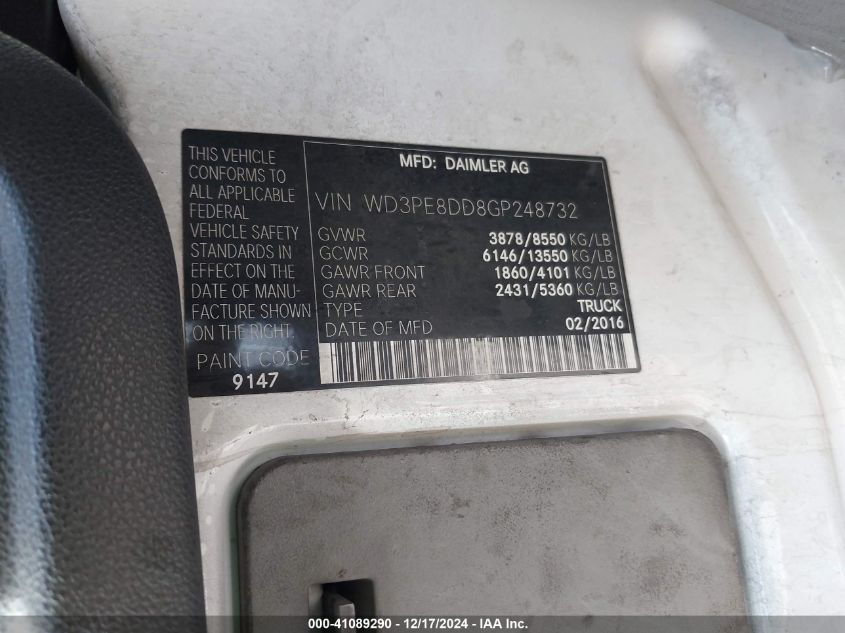 THIS VEHICLE
CONFORMS TO
ALL APPLICABLE
FEDERAL
VEHICLE SAFETY
STANDARDS IN
EFFECT ON THE
DATE OF MANU-
FACTURE SHOWN
ON THE RIGHT.
PAINT CODE
9147
MFD: DAIMLER AG
VIN WD3PE8DD8GP248732
GVWR 3878/8550 KG/LB
GCWR 6146/13550 KG/LB
GAWR FRONT 1860/4101 KG/LB
GAWR REAR 2431/5360 KG/LB
TYPE TRUCK
DATE OF MFD 02/2016
000-41089290 - 12/17/2024 - IAA Inc.